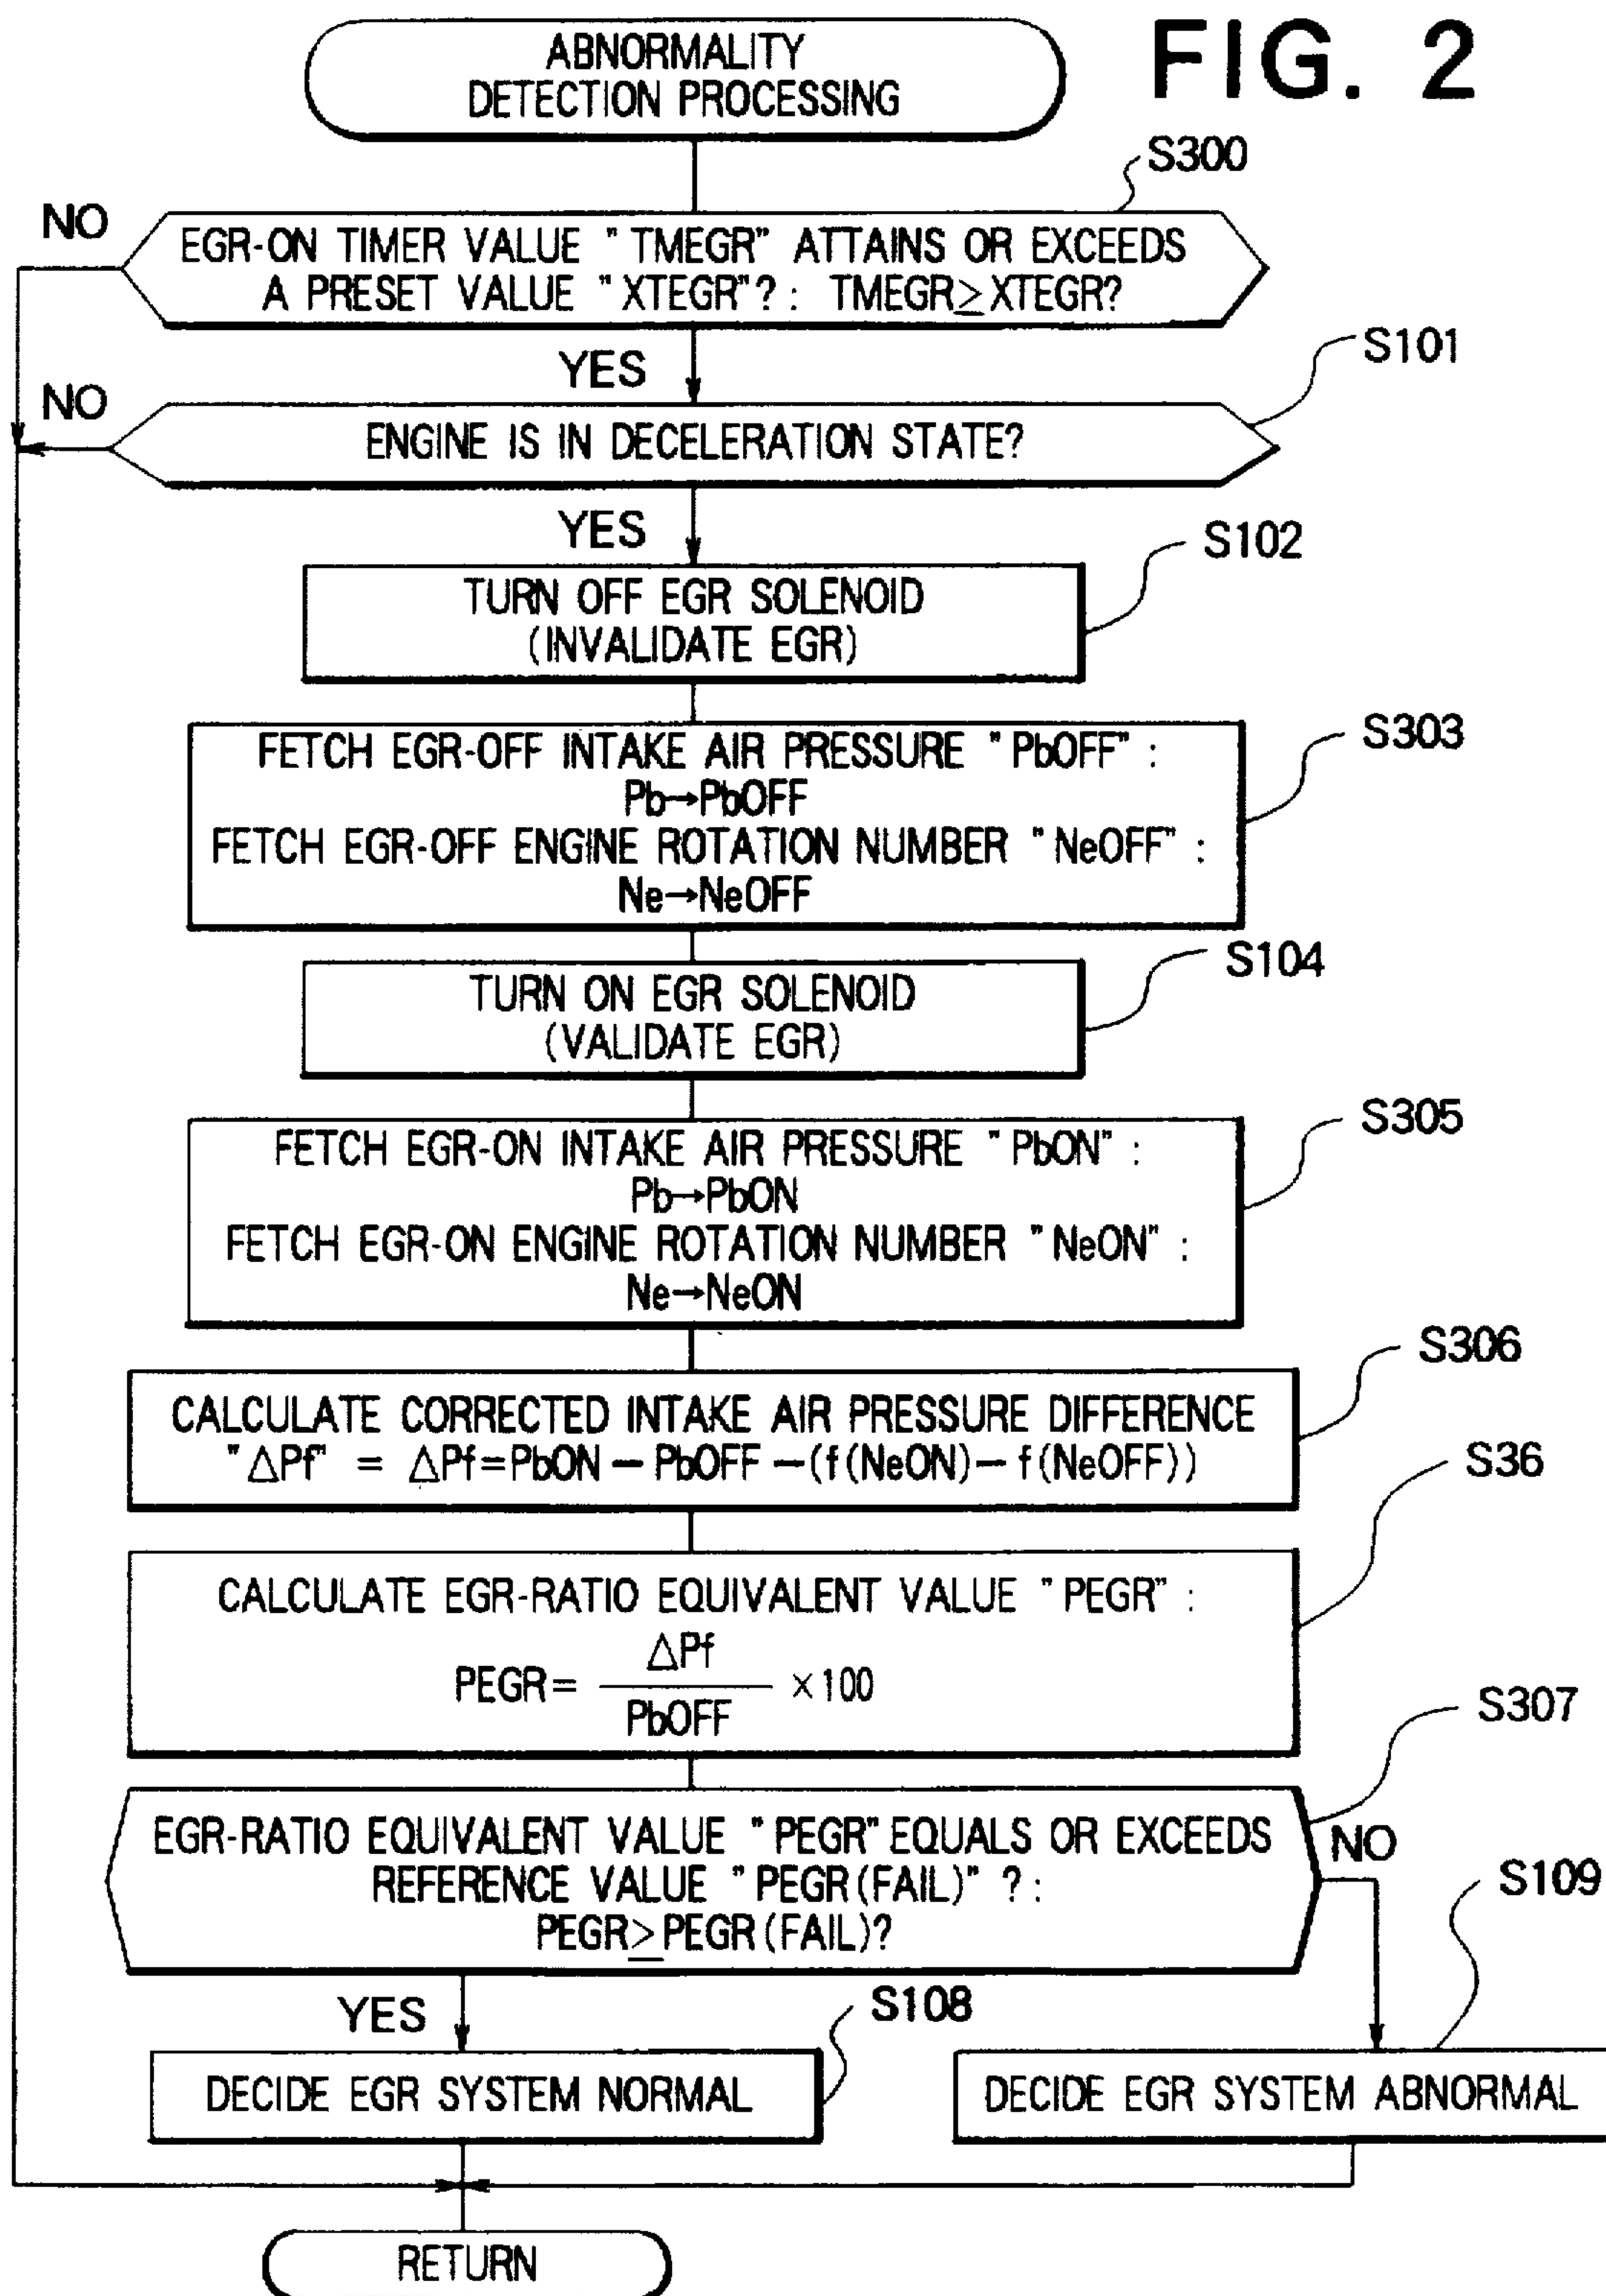 FIG. 2
ABNORMALITY
DETECTION PROCESSING
S300
NO
EGR-ON TIMER VALUE "TMEGR" ATTAINS OR EXCEEDS
A PRESET VALUE "XTEGR"?: TMEGR≥XTEGR?
YES
S101
NO
ENGINE IS IN DECELERATION STATE?
YES
S102
TURN OFF EGR SOLENOID
(INVALIDATE EGR)
S303
FETCH EGR-OFF INTAKE AIR PRESSURE "PbOFF" :
Pb→PbOFF
FETCH EGR-OFF ENGINE ROTATION NUMBER "NeOFF" :
Ne→NeOFF
S104
TURN ON EGR SOLENOID
(VALIDATE EGR)
S305
FETCH EGR-ON INTAKE AIR PRESSURE "PbON" :
Pb→PbON
FETCH EGR-ON ENGINE ROTATION NUMBER "NeON" :
Ne→NeON
S306
CALCULATE CORRECTED INTAKE AIR PRESSURE DIFFERENCE
"△Pf" = △Pf=PbON−PbOFF−(f(NeON)−f(NeOFF))
S36
CALCULATE EGR-RATIO EQUIVALENT VALUE "PEGR" :
△Pf
PEGR= ×100
PbOFF
S307
EGR-RATIO EQUIVALENT VALUE "PEGR" EQUALS OR EXCEEDS
REFERENCE VALUE "PEGR(FAIL)" ?:
PEGR≥PEGR(FAIL)?
NO
S109
YES
S108
DECIDE EGR SYSTEM NORMAL
DECIDE EGR SYSTEM ABNORMAL
RETURN